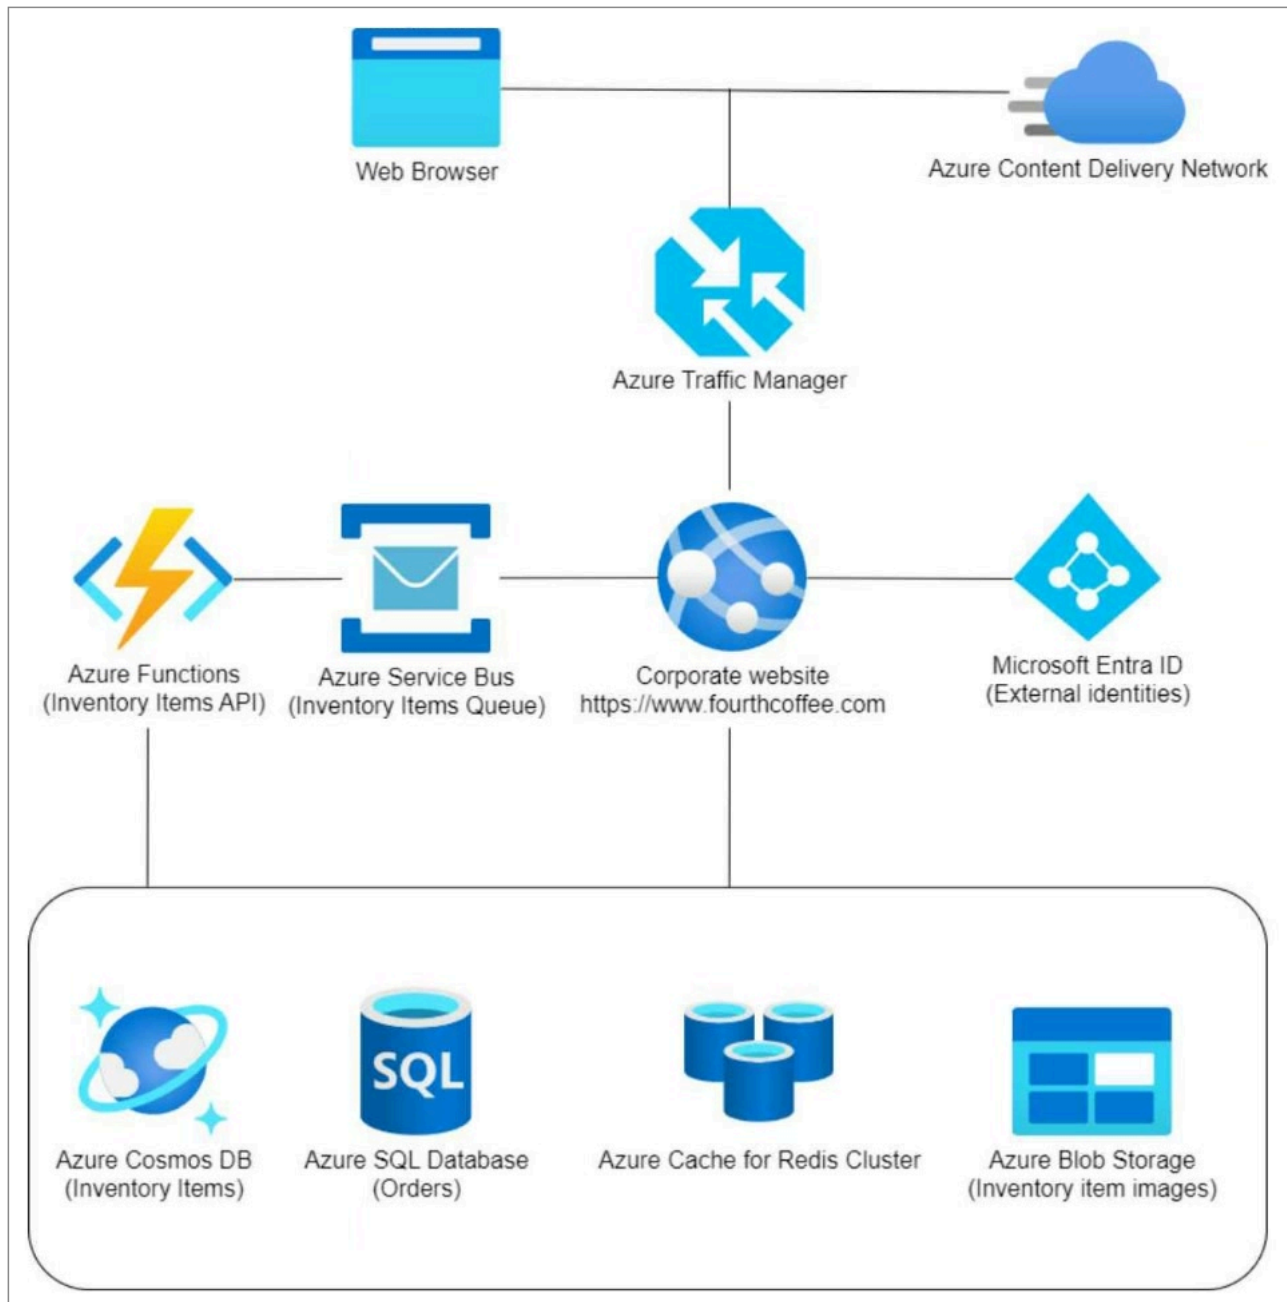 Web Browser
Azure Content Delivery Network
Azure Traffic Manager
Azure Functions
(Inventory Items API)
Azure Service Bus
(Inventory Items Queue)
Corporate website
https://www.fourthcoffee.com
Microsoft Entra ID
(External identities)
SQL
Azure Cosmos DB
(Inventory Items)
Azure SQL Database
(Orders)
Azure Cache for Redis Cluster
Azure Blob Storage
(Inventory item images)